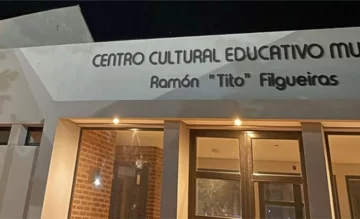 CENTRO CULTURAL EDUCATIVO MU
Ramón "Tito" Filgueiras